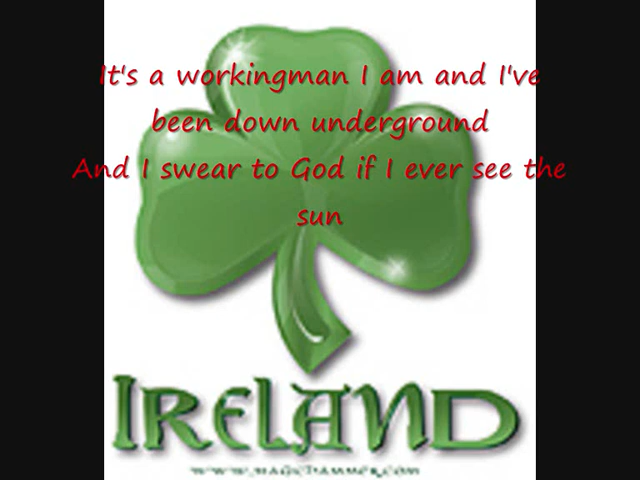 It's a workingman I am and I've
been down underground
And I swear to God if I ever see the
sun
IRELAND